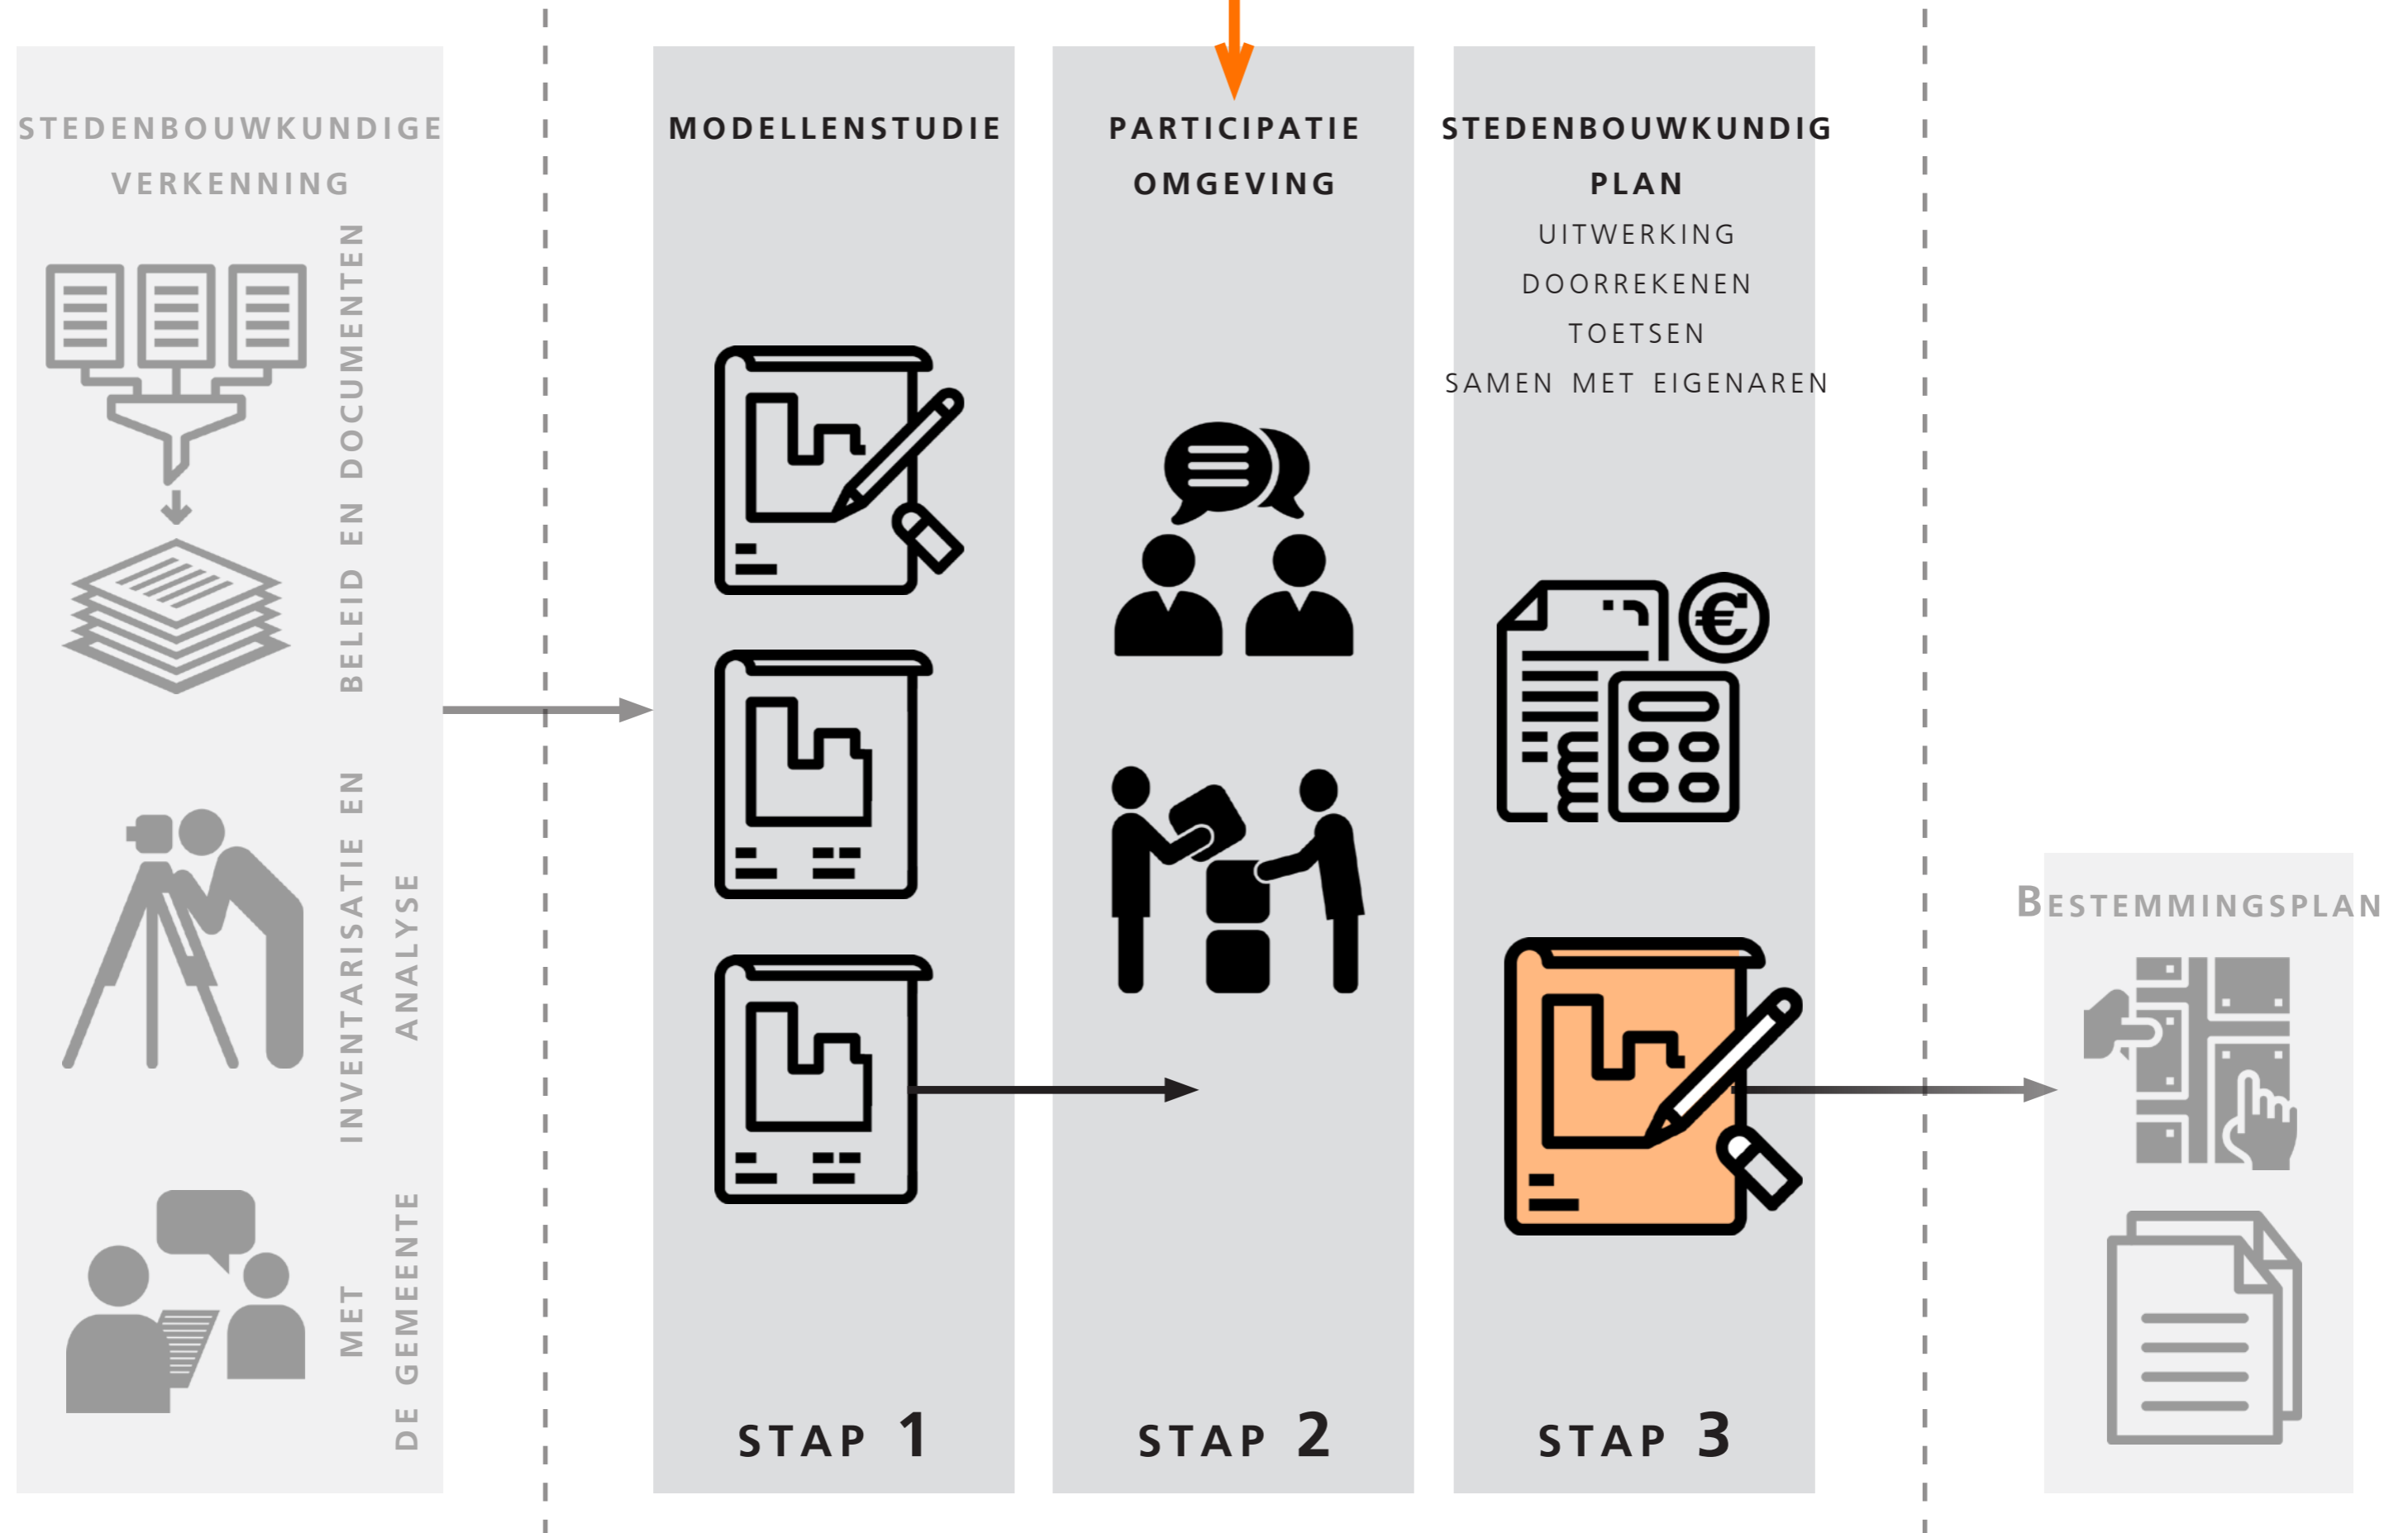 STEDENBOUWKUNDIGE
VERKENNING
BELEID EN DOCUMENTEN
INVENTARISATIE EN
ANALYSE
MET
DE GEMEENTE
MODELLENSTUDIE
STAP 1
PARTICIPATIE
OMGEVING
STAP 2
STEDENBOUWKUNDIG
PLAN
UITWERKING
DOORREKENEN
TOETSEN
SAMEN MET EIGENAREN
€
STAP 3
BESTEMMINGSPLAN